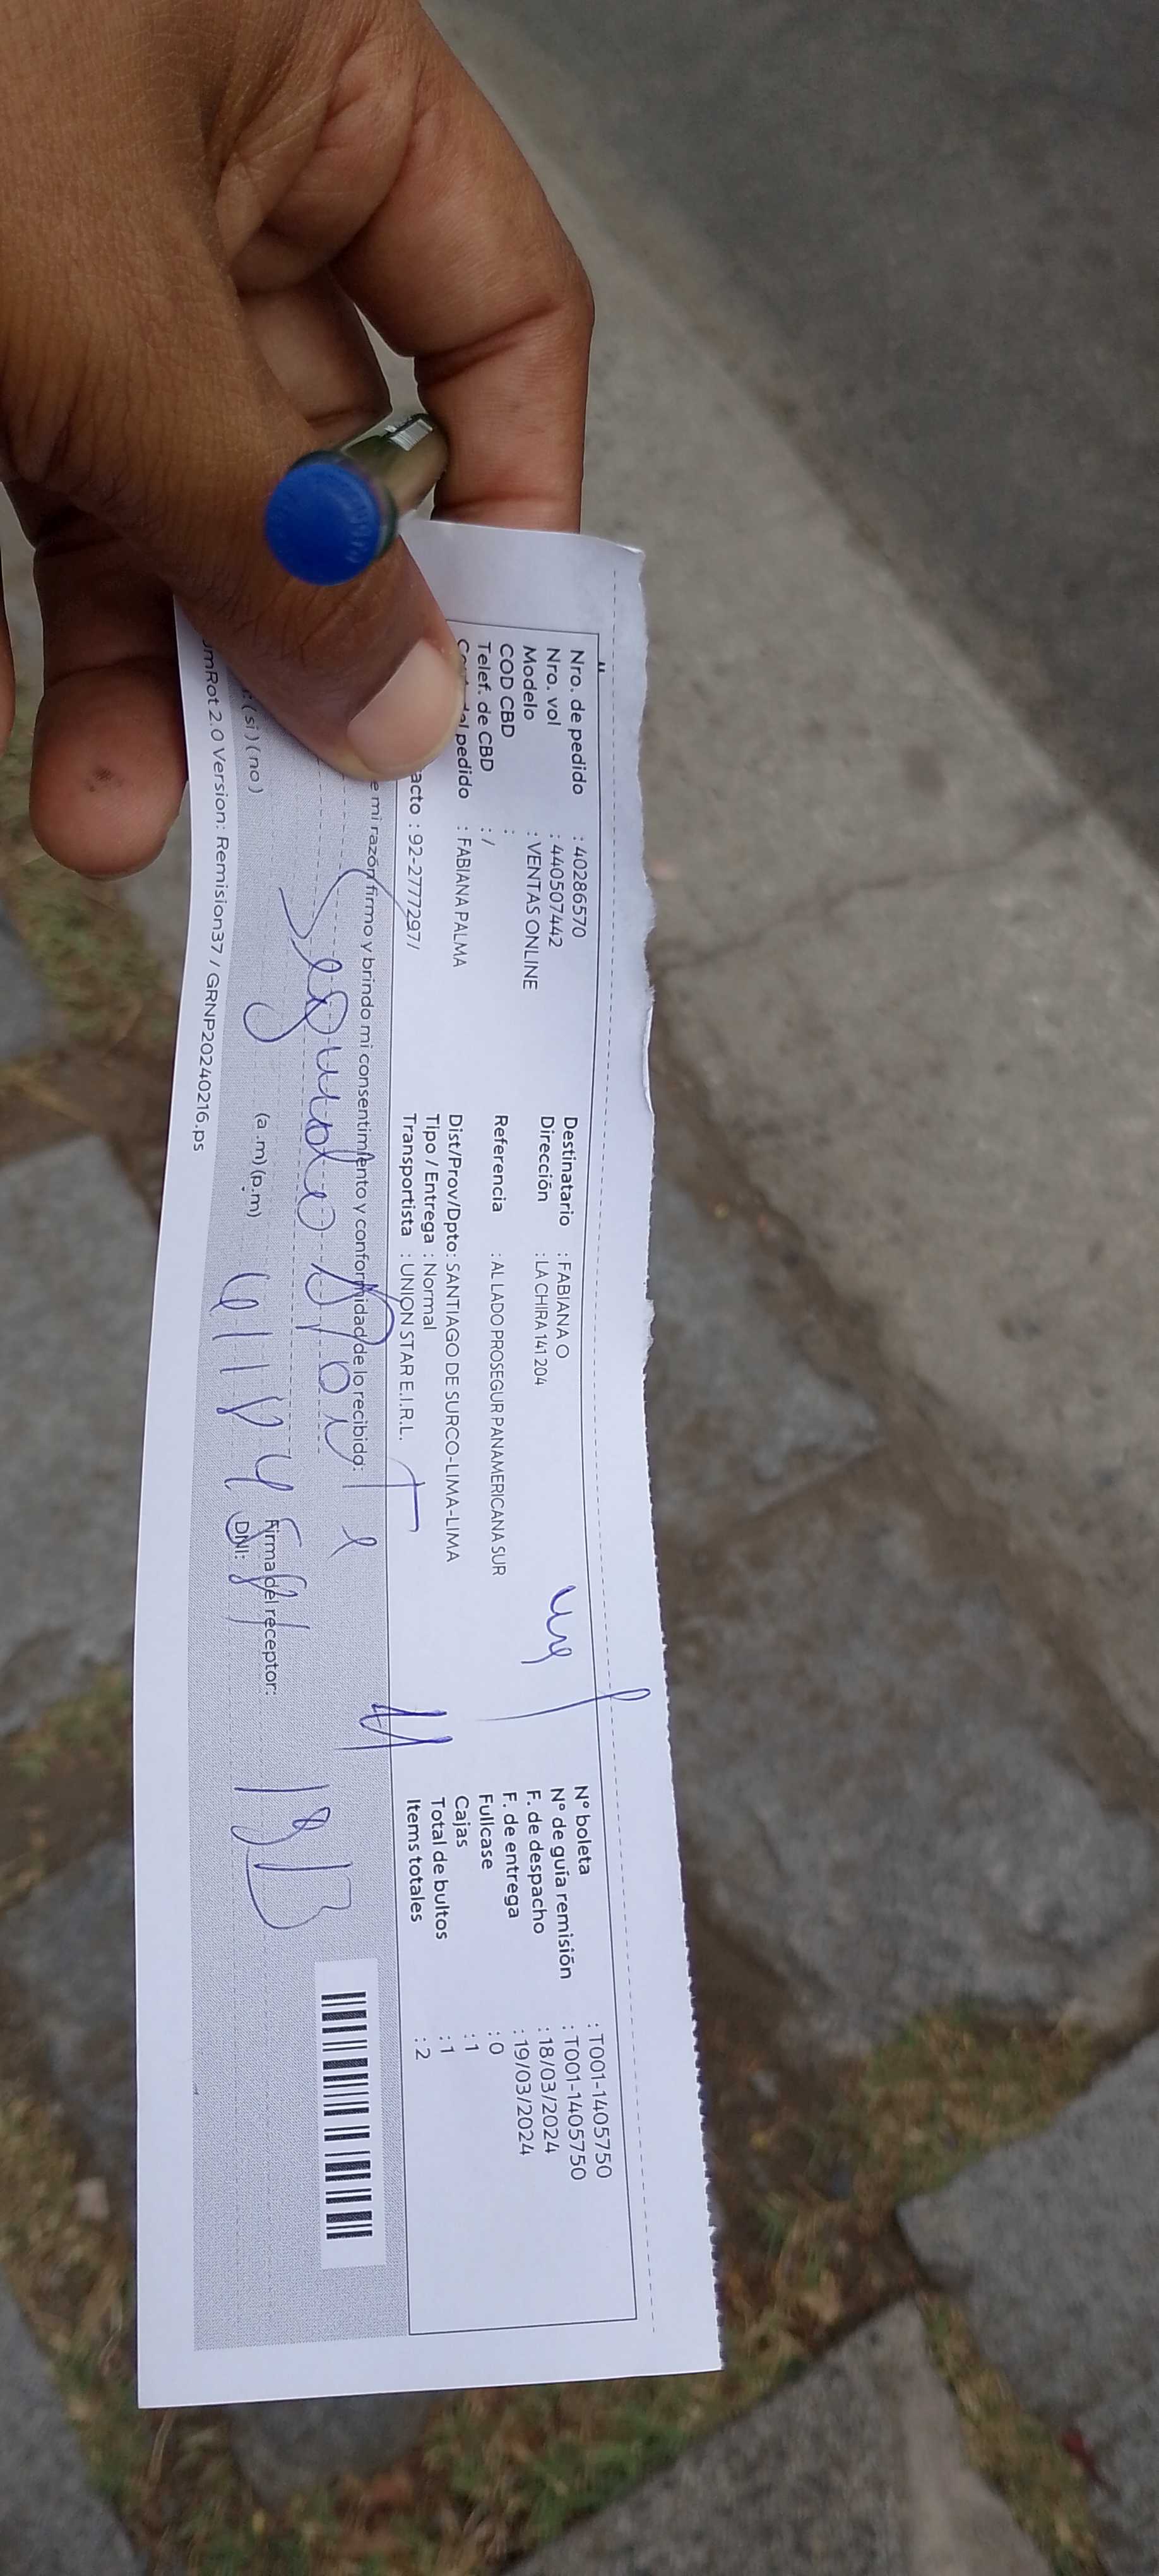 Nro. de pedido : 40286570
Nro. vol : 440507442
Modelo : VENTAS ONLINE
COD CBD :
Telef. de CBD : /
del pedido : FABIANA PALMA
acto : 92-2777297/
Destinatario : FABIANA O
Dirección : LA CHIRA 141 204
Referencia : AL LADO PROSEGUR PANAMERICANA SUR
Dist/Prov/Dpto: SANTIAGO DE SURCO-LIMA-LIMA
Tipo / Entrega : Normal
Transportista : UNION STAR E.I.R.L.
N° boleta : T001-1405750
N° de guía remisión : T001-1405750
F. de despacho : 18/03/2024
F. de entrega : 19/03/2024
Fullcase : 0
Cajas : 1
Total de bultos : 1
Items totales : 2
e mi razón firmo y brindo mi consentimiento y conformidad de lo recibido:
Segundo
: ( si ) ( no )
(a .m) (p.m)
Firma del receptor:
DNI:
mRot 2.0 Version: Remision37 / GRNP20240216.ps